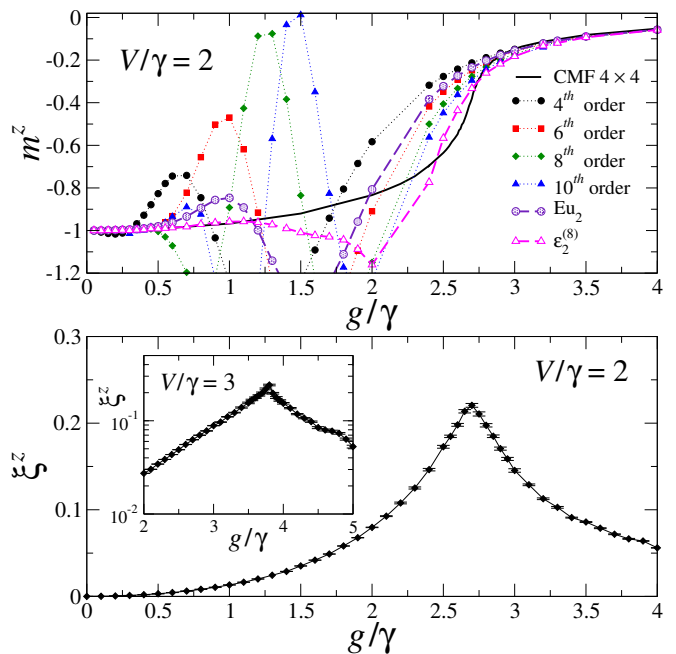 0
-0.2
-0.4
-0.6
-0.8
-1
-1.2
m^z
V/γ = 2
CMF 4 × 4
4^th order
6^th order
8^th order
10^th order
Eu_2
ε_2^(8)
0 0.5 1 1.5 2 2.5 3 3.5 4
g/γ
0.3
0.2
0.1
0
ξ^z
V/γ = 2
V/γ = 3
ξ^z
10^-1
10^-2
2 3 4 5
g/γ
0 0.5 1 1.5 2 2.5 3 3.5 4
g/γ